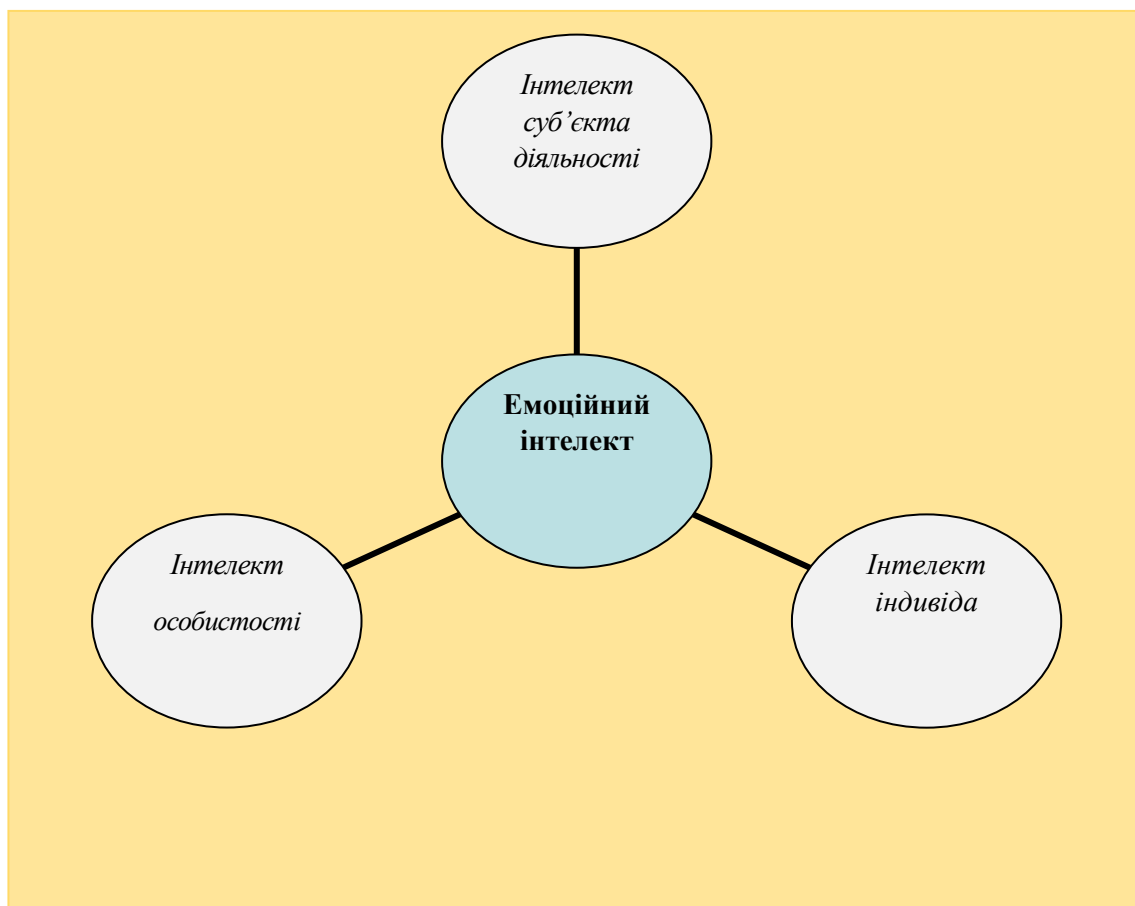 Інтелект
суб’єкта
діяльності
Емоційний
інтелект
Інтелект
особистості
Інтелект
індивіда